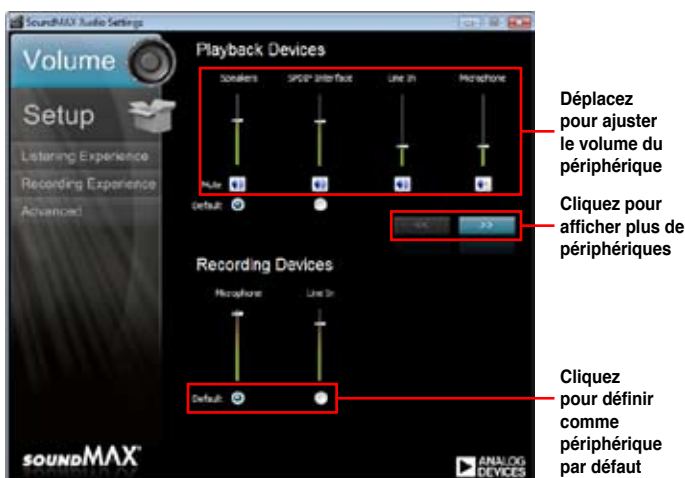 SoundMAX Audio Settings
Volume
Setup
Listening Experience
Recording Experience
Advanced
Playback Devices
Speakers
SPDIF Interface
Line In
Microphone
Mute:
Default:
<<
>>
Recording Devices
Microphone
Line In
Default:
SOUNDMAX
ANALOG
DEVICES
Déplacez
pour ajuster
le volume du
périphérique
Cliquez pour
afficher plus de
périphériques
Cliquez
pour définir
comme
périphérique
par défaut